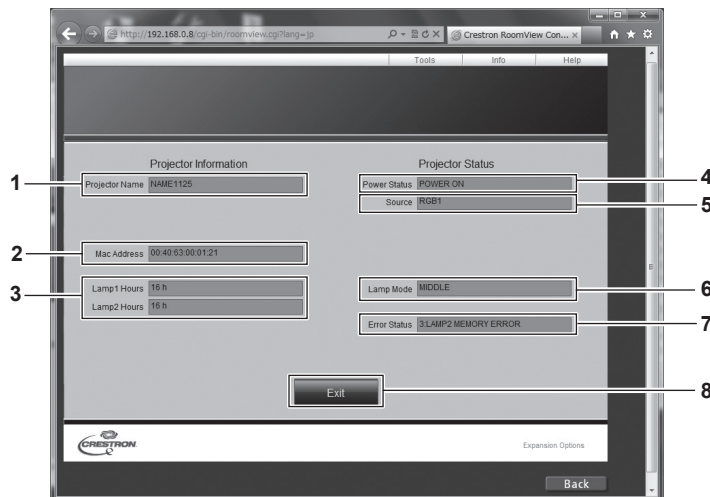 http://192.168.0.8/cgi-bin/roomview.cgi?lang=jp
Crestron RoomView Con...
Tools Info Help
Projector Information
Projector Status
1
Projector Name NAME1125
Power Status POWER ON
4
Source RGB1
5
2
Mac Address 00:40:63:00:01:21
3
Lamp1 Hours 16 h
Lamp2 Hours 16 h
Lamp Mode MIDDLE
6
Error Status 3:LAMP2 MEMORY ERROR
7
Exit
8
CRESTRON.
Expansion Options
Back